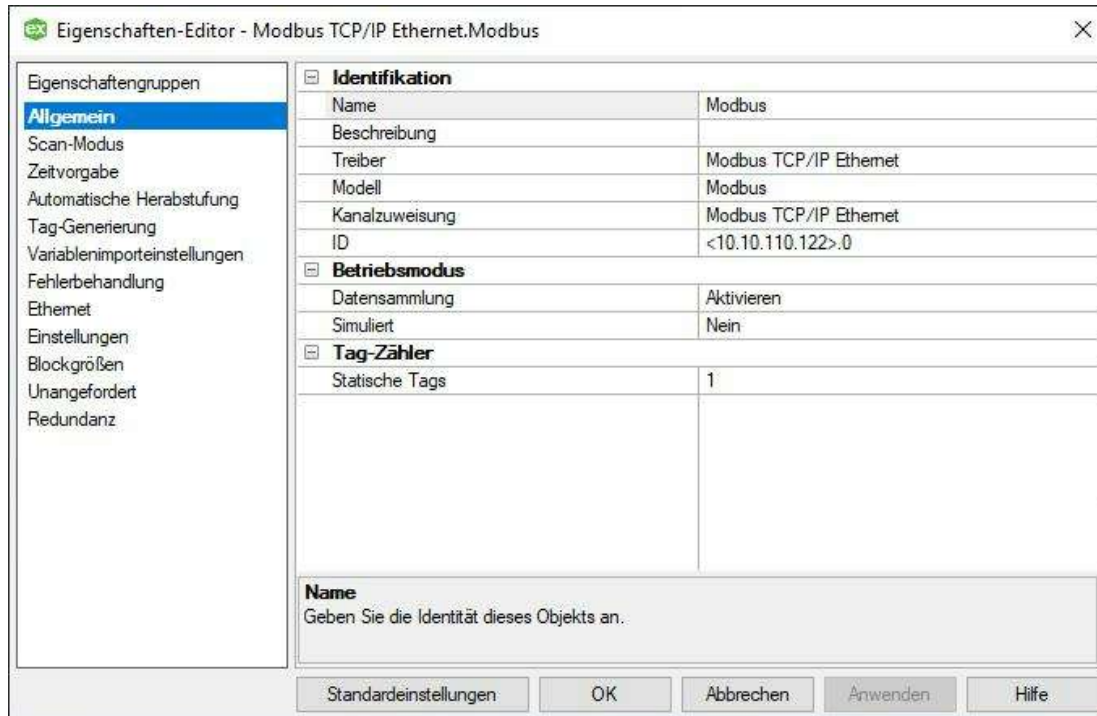 ex Eigenschaften-Editor - Modbus TCP/IP Ethernet.Modbus
Eigenschaftengruppen
Allgemein
Scan-Modus
Zeitvorgabe
Automatische Herabstufung
Tag-Generierung
Variablenimporteinstellungen
Fehlerbehandlung
Ethernet
Einstellungen
Blockgrößen
Unangefordert
Redundanz
Identifikation
Name Modbus
Beschreibung
Treiber Modbus TCP/IP Ethernet
Modell Modbus
Kanalzuweisung Modbus TCP/IP Ethernet
ID <10.10.110.122>.0
Betriebsmodus
Datensammlung Aktivieren
Simuliert Nein
Tag-Zähler
Statische Tags 1
Name
Geben Sie die Identität dieses Objekts an.
Standardeinstellungen OK Abbrechen Anwenden Hilfe